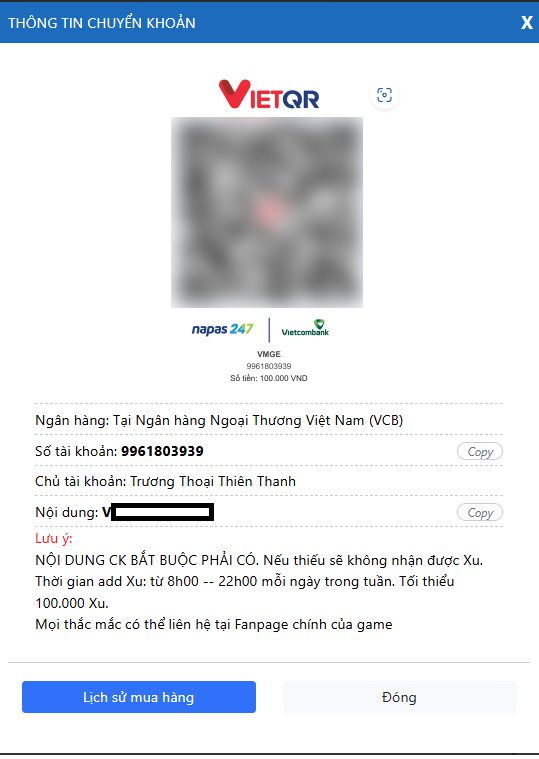 THÔNG TIN CHUYỂN KHOẢN
X
VIETQR
napas 247
Vietcombank
VMGE
9961803939
Số tiền: 100.000 VND
Ngân hàng: Tại Ngân hàng Ngoại Thương Việt Nam (VCB)
Số tài khoản: 9961803939
Copy
Chủ tài khoản: Trương Thoại Thiên Thanh
Nội dung: V
Copy
Lưu ý:
NỘI DUNG CK BẮT BUỘC PHẢI CÓ. Nếu thiếu sẽ không nhận được Xu.
Thời gian add Xu: từ 8h00 -- 22h00 mỗi ngày trong tuần. Tối thiểu
100.000 Xu.
Mọi thắc mắc có thể liên hệ tại Fanpage chính của game
Lịch sử mua hàng
Đóng